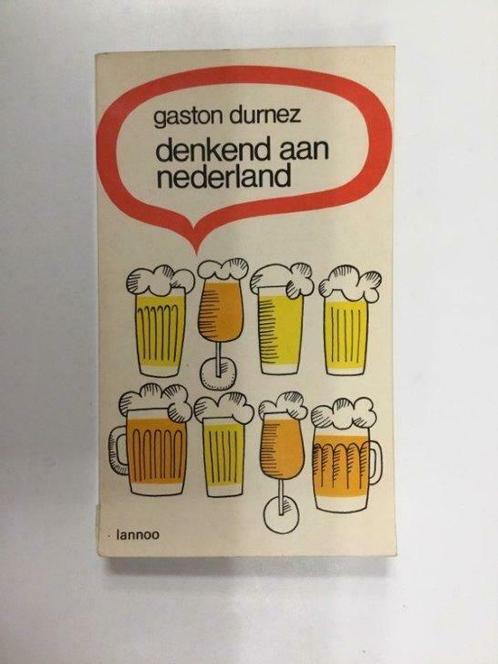 gaston durnez
denkend aan
nederland
lannoo